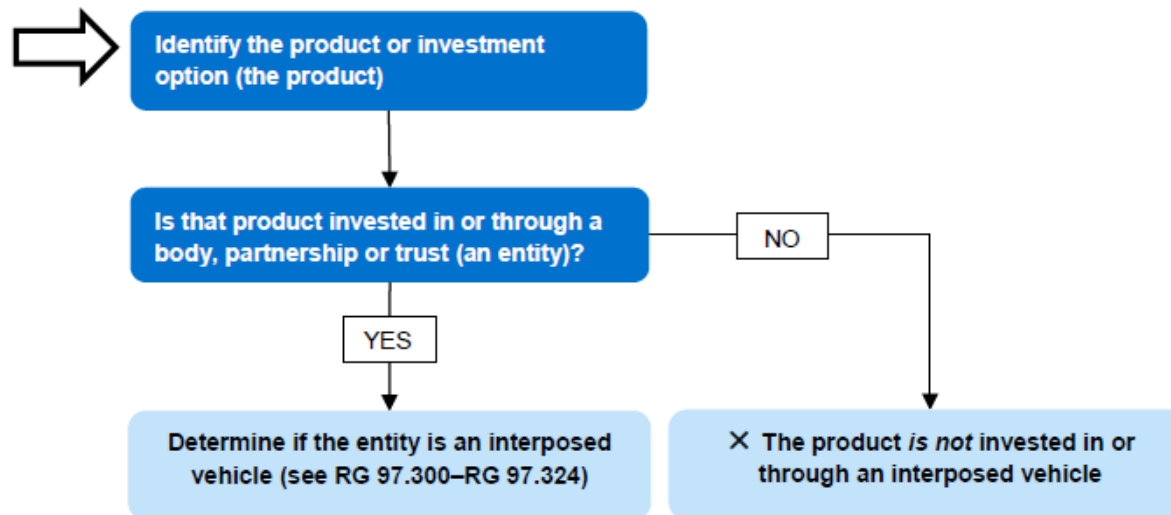 Identify the product or investment
option (the product)
Is that product invested in or through a
body, partnership or trust (an entity)?
NO
YES
Determine if the entity is an interposed
vehicle (see RG 97.300–RG 97.324)
× The product is not invested in or
through an interposed vehicle